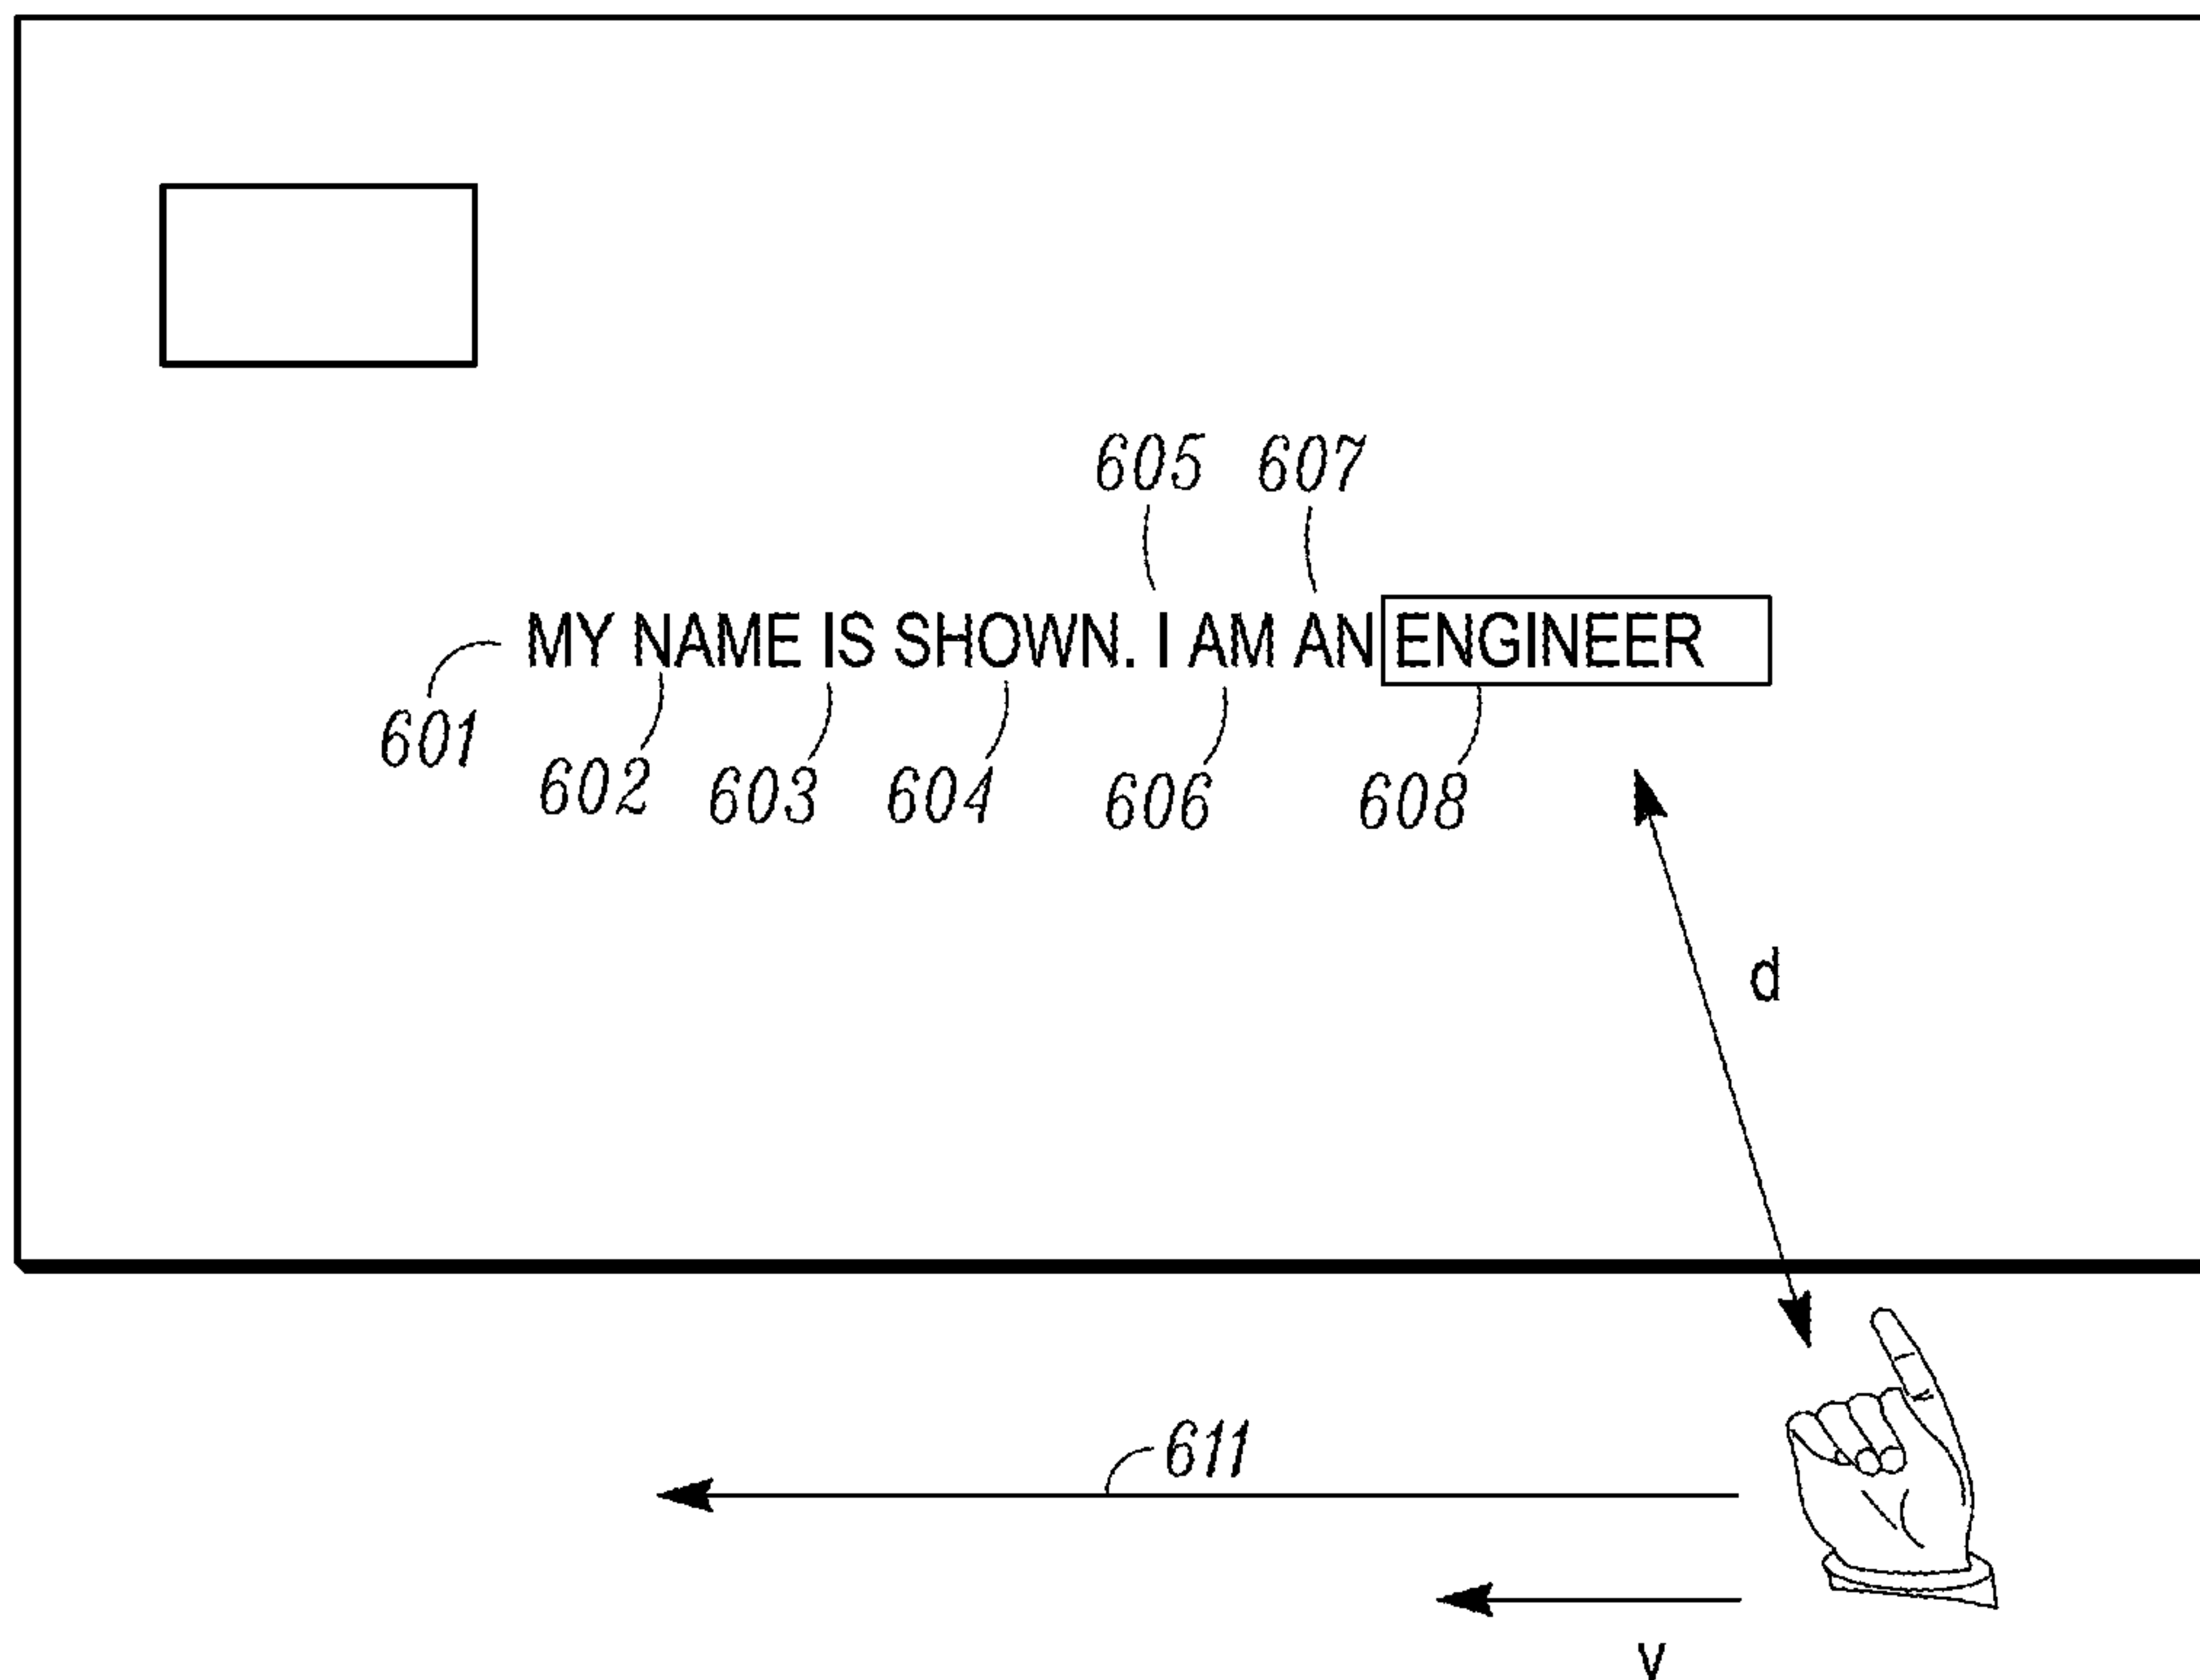 605 607
MY NAME IS SHOWN. I AM AN ENGINEER
601 602 603 604 606 608
d
611
v